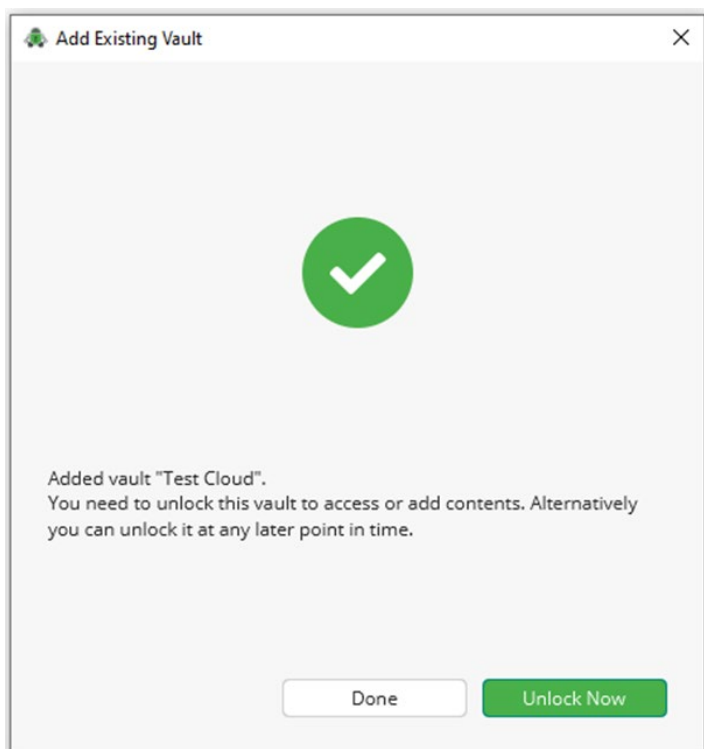 Add Existing Vault
Added vault "Test Cloud".
You need to unlock this vault to access or add contents. Alternatively
you can unlock it at any later point in time.
Done
Unlock Now